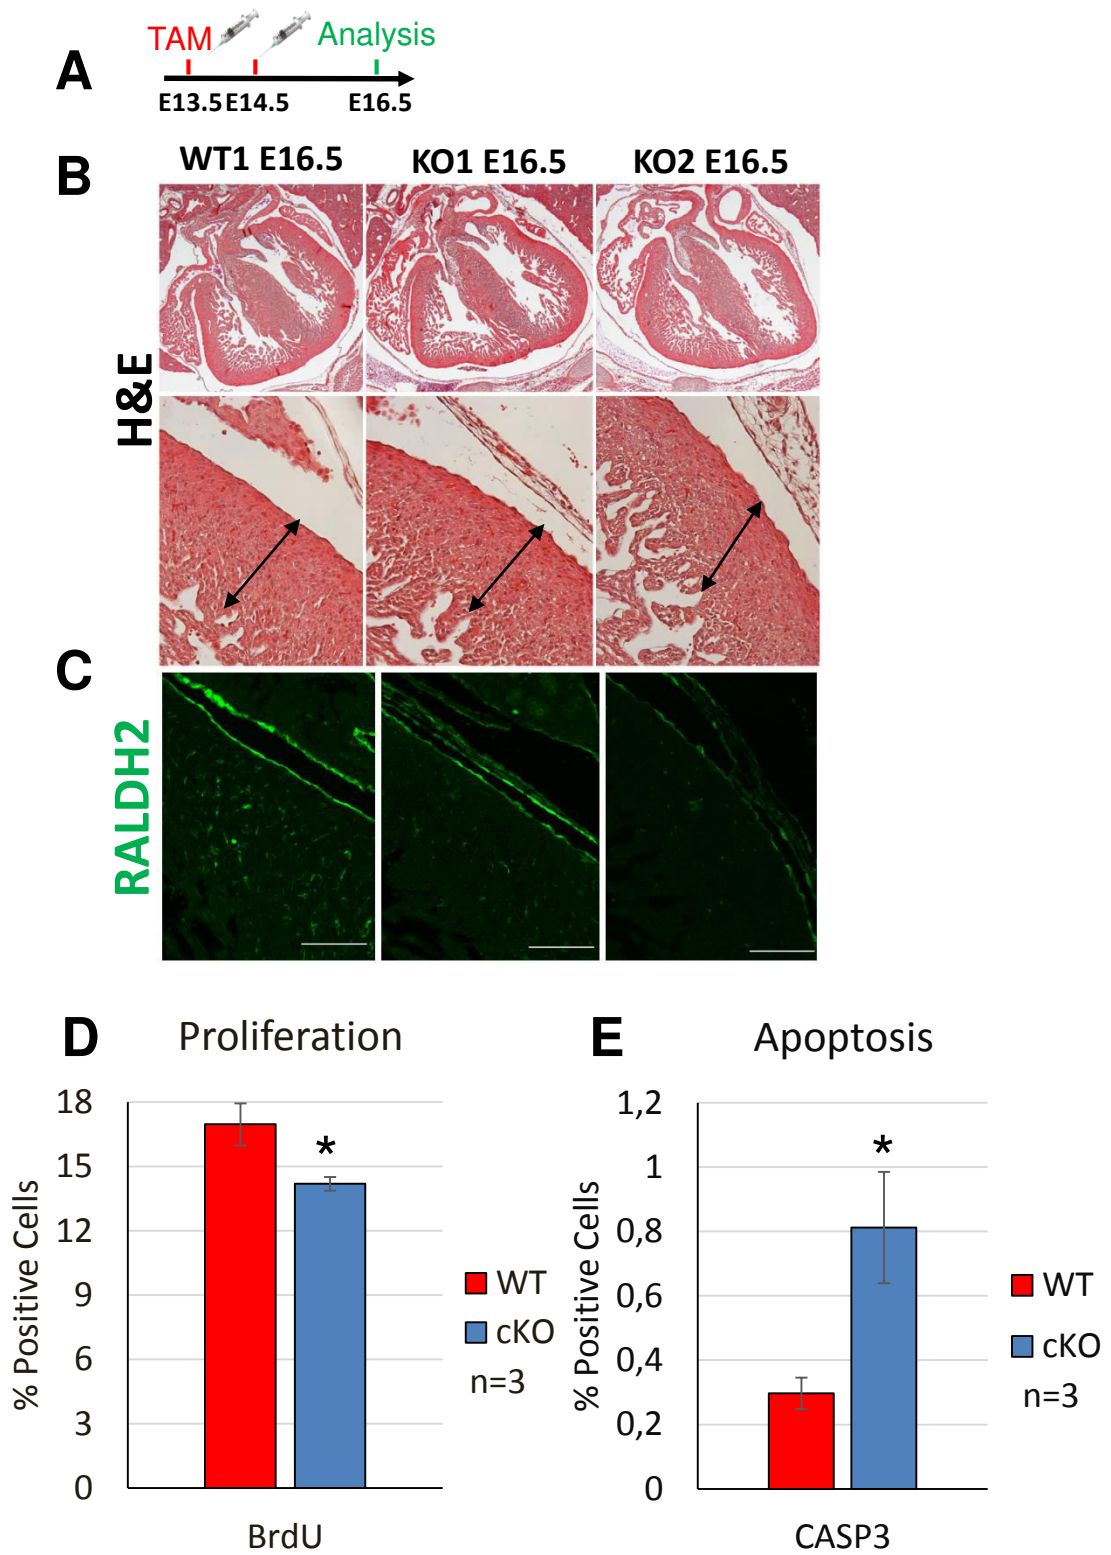 A
TAM
Analysis
E13.5 E14.5 E16.5
B
WT1 E16.5
KO1 E16.5
KO2 E16.5
H&E
C
RALDH2
D
Proliferation
% Positive Cells
18
15
12
9
6
3
0
*
WT
cKO
n=3
BrdU
E
Apoptosis
% Positive Cells
1,2
1
0,8
0,6
0,4
0,2
0
*
WT
cKO
n=3
CASP3